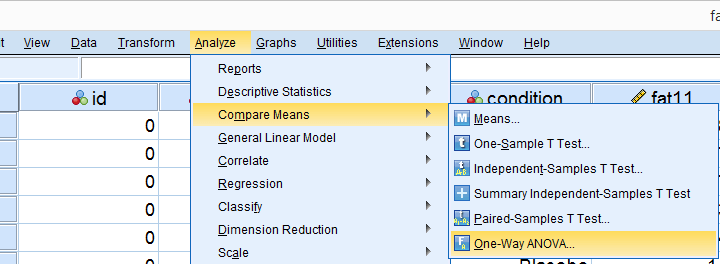 fa
t View Data Transform Analyze Graphs Utilities Extensions Window Help
Reports
Descriptive Statistics
id condition fat11
Compare Means
Means...
0
General Linear Model
One-Sample T Test...
0
Correlate
Independent-Samples T Test...
0
Regression
Summary Independent-Samples T Test
0
Classify
Paired-Samples T Test...
0
Dimension Reduction
One-Way ANOVA...
0
Scale